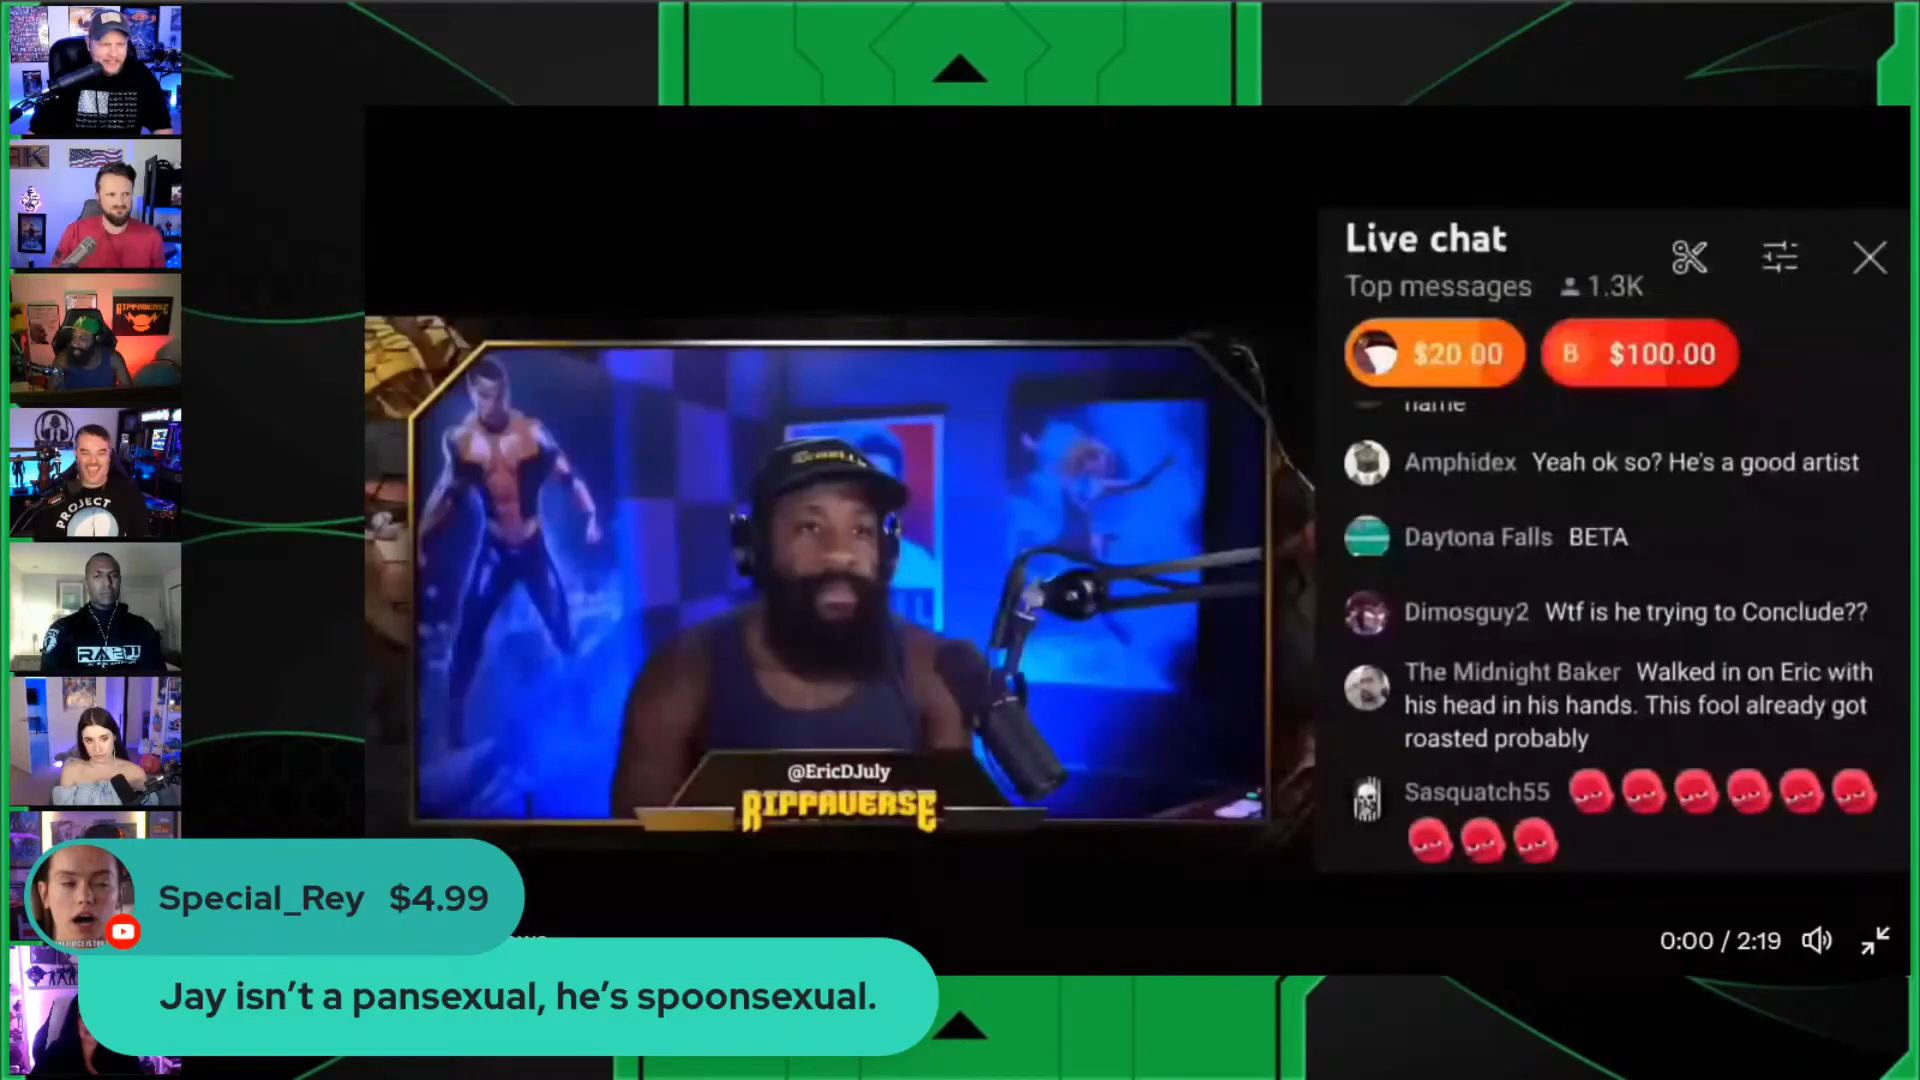 Live chat
Top messages 1.3K
$20.00
B $100.00
name
Amphidex Yeah ok so? He's a good artist
Daytona Falls BETA
Dimosguy2 Wtf is he trying to Conclude??
The Midnight Baker Walked in on Eric with
his head in his hands. This fool already got
roasted probably
Sasquatch55
@EricDJuly
RIPPAVERSE
RIPPAVERSE
PROJECT
Special_Rey $4.99
Jay isn't a pansexual, he's spoonsexual.
0:00 / 2:19